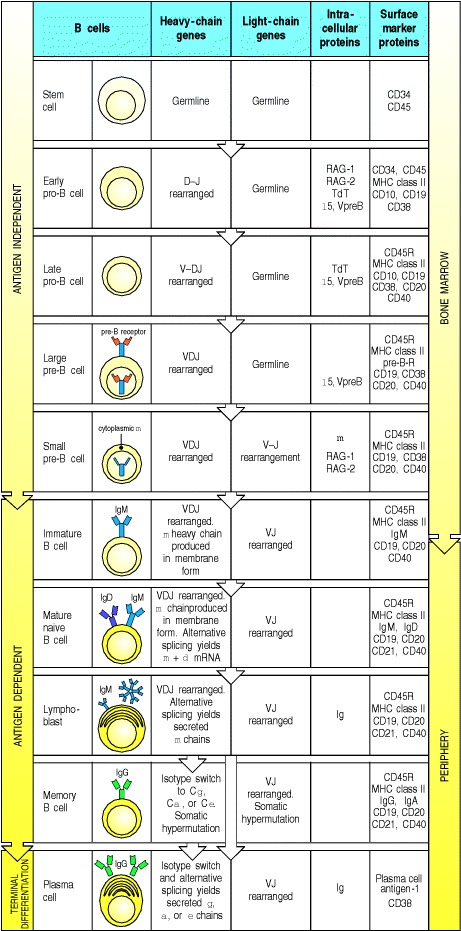 B cells
Heavy-chain
genes
Light-chain
genes
Intra-
cellular
proteins
Surface
marker
proteins
ANTIGEN INDEPENDENT
BONE MARROW
Stem
cell
Germline
Germline
CD34
CD45
Early
pro-B cell
D–J
rearranged
Germline
RAG-1
RAG-2
TdT
l5, VpreB
CD34, CD45
MHC class II
CD10, CD19
CD38
Late
pro-B cell
V–DJ
rearranged
Germline
TdT
l5, VpreB
CD45R
MHC class II
CD10, CD19
CD38, CD20
CD40
Large
pre-B cell
pre-B receptor
VDJ
rearranged
Germline
l5, VpreB
CD45R
MHC class II
pre-B-R
CD19, CD38
CD20, CD40
Small
pre-B cell
cytoplasmic m
VDJ
rearranged
V–J
rearrangement
m
RAG-1
RAG-2
CD45R
MHC class II
CD19, CD38
CD20, CD40
ANTIGEN DEPENDENT
PERIPHERY
Immature
B cell
IgM
VDJ
rearranged.
m heavy chain
produced
in membrane
form
VJ
rearranged
CD45R
MHC class II
IgM
CD19, CD20
CD40
Mature
naive
B cell
IgD IgM
VDJ rearranged.
m chainproduced
in membrane
form. Alternative
splicing yields
m + d mRNA
VJ
rearranged
CD45R
MHC class II
IgM, IgD
CD19, CD20
CD21, CD40
Lympho-
blast
IgM
VDJ rearranged.
Alternative
splicing yields
secreted
m chains
VJ
rearranged
Ig
CD45R
MHC class II
CD19, CD20
CD21, CD40
Memory
B cell
IgG
Isotype switch
to Cg,
Ca, or Ce.
Somatic
hypermutation
VJ
rearranged.
Somatic
hypermutation
CD45R
MHC class II
IgG, IgA
CD19, CD20
CD21, CD40
TERMINAL
DIFFERENTIATION
Plasma
cell
IgG
Isotype switch
and alternative
splicing yields
secreted g,
a, or e chains
VJ
rearranged
Ig
Plasma cell
antigen-1
CD38